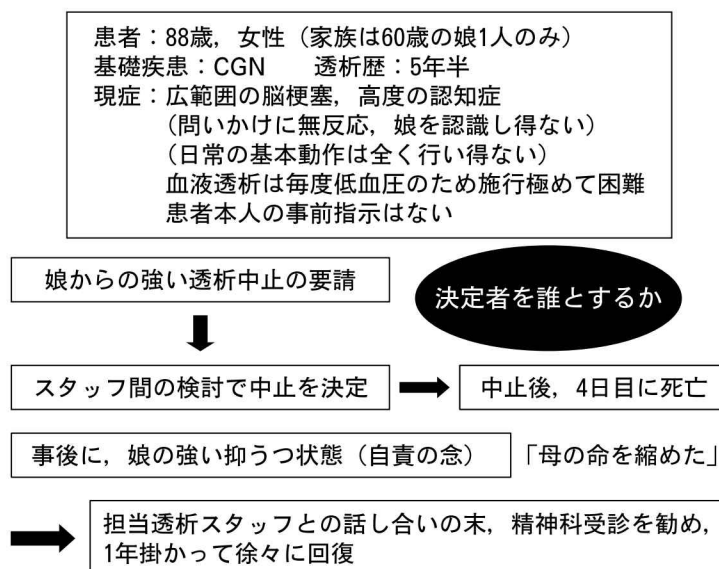 患者：88歳，女性（家族は60歳の娘1人のみ）
基礎疾患：CGN　　透析歴：5年半
現症：広範囲の脳梗塞，高度の認知症
（問いかけに無反応，娘を認識し得ない）
（日常の基本動作は全く行い得ない）
血液透析は毎度低血圧のため施行極めて困難
患者本人の事前指示はない
娘からの強い透析中止の要請
決定者を誰とするか
スタッフ間の検討で中止を決定
中止後，4日目に死亡
事後に，娘の強い抑うつ状態（自責の念）
「母の命を縮めた」
担当透析スタッフとの話し合いの末，精神科受診を勧め，
1年掛かって徐々に回復